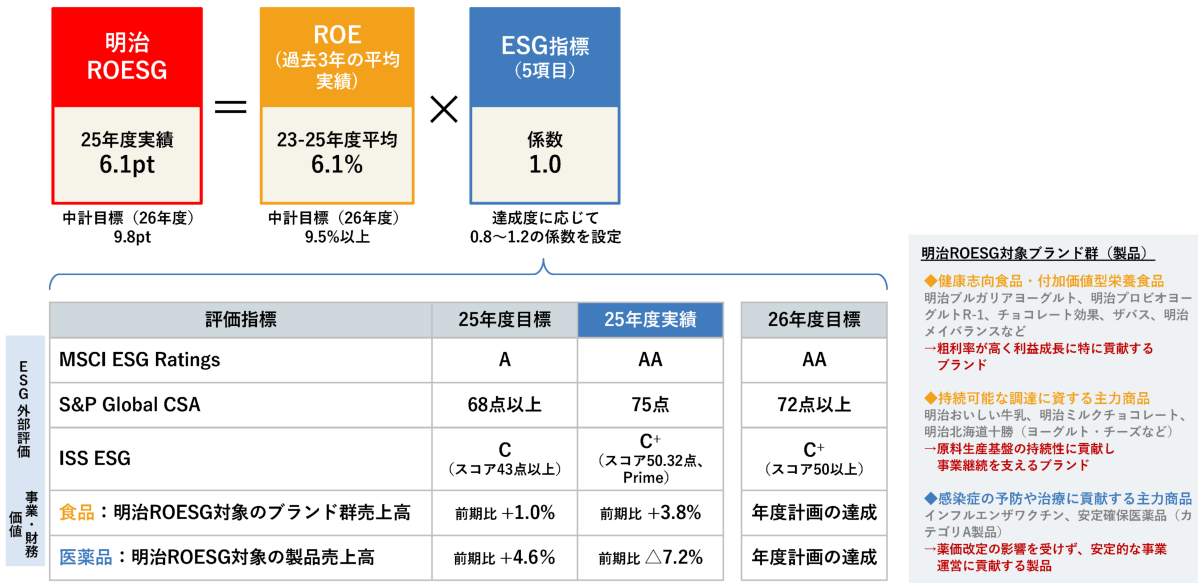 明治
ROESG
25年度実績
6.1pt
中計目標（26年度）
9.8pt
＝
ROE
（過去3年の平均
実績）
23-25年度平均
6.1%
中計目標（26年度）
9.5%以上
×
ESG指標
（5項目）
係数
1.0
達成度に応じて
0.8～1.2の係数を設定
評価指標
25年度目標
25年度実績
26年度目標
ESG外部評価
MSCI ESG Ratings
A
AA
AA
S&P Global CSA
68点以上
75点
72点以上
ISS ESG
C
（スコア43点以上）
C+
（スコア50.32点、
Prime）
C+
（スコア50以上）
事業・財務
価値
食品：明治ROESG対象のブランド群売上高
前期比 +1.0%
前期比 +3.8%
年度計画の達成
医薬品：明治ROESG対象の製品売上高
前期比 +4.6%
前期比 △7.2%
年度計画の達成
明治ROESG対象ブランド群（製品）
◆健康志向食品・付加価値型栄養食品
明治ブルガリアヨーグルト、明治プロビオヨー
グルトR-1、チョコレート効果、ザバス、明治
メイバランスなど
→粗利率が高く利益成長に特に貢献する
ブランド
◆持続可能な調達に資する主力商品
明治おいしい牛乳、明治ミルクチョコレート、
明治北海道十勝（ヨーグルト・チーズなど）
→原料生産基盤の持続性に貢献し
事業継続を支えるブランド
◆感染症の予防や治療に貢献する主力商品
インフルエンザワクチン、安定確保医薬品（カ
テゴリA製品）
→薬価改定の影響を受けず、安定的な事業
運営に貢献する製品